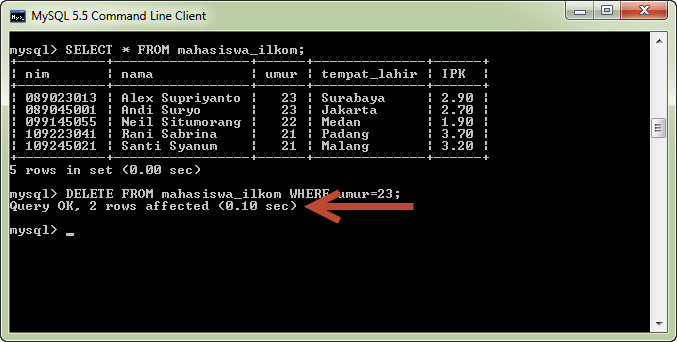 MySQL 5.5 Command Line Client
mysql> SELECT * FROM mahasiswa_ilkom;
+-----------+-----------------+------+--------------+------+
| nim       | nama            | umur | tempat_lahir | IPK  |
+-----------+-----------------+------+--------------+------+
| 089023013 | Alex Supriyanto |   23 | Surabaya     | 2.90 |
| 089045001 | Andi Suryo      |   23 | Jakarta      | 2.70 |
| 099145055 | Neil Situmorang |   22 | Medan        | 1.90 |
| 109223041 | Rani Sabrina    |   21 | Padang       | 3.70 |
| 109245021 | Santi Syanum    |   21 | Malang       | 3.20 |
+-----------+-----------------+------+--------------+------+
5 rows in set (0.00 sec)
mysql> DELETE FROM mahasiswa_ilkom WHERE umur=23;
Query OK, 2 rows affected (0.10 sec)
mysql> _